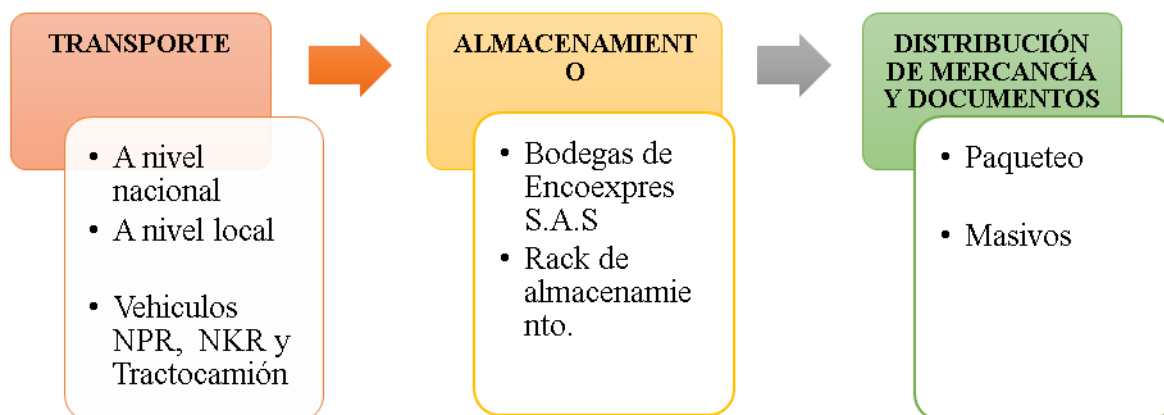 TRANSPORTE
• A nivel
nacional
• A nivel local
• Vehiculos
NPR, NKR y
Tractocamión
ALMACENAMIENT
O
• Bodegas de
Encoexpres
S.A.S
• Rack de
almacenamie
nto.
DISTRIBUCIÓN
DE MERCANCÍA
Y DOCUMENTOS
• Paqueteo
• Masivos